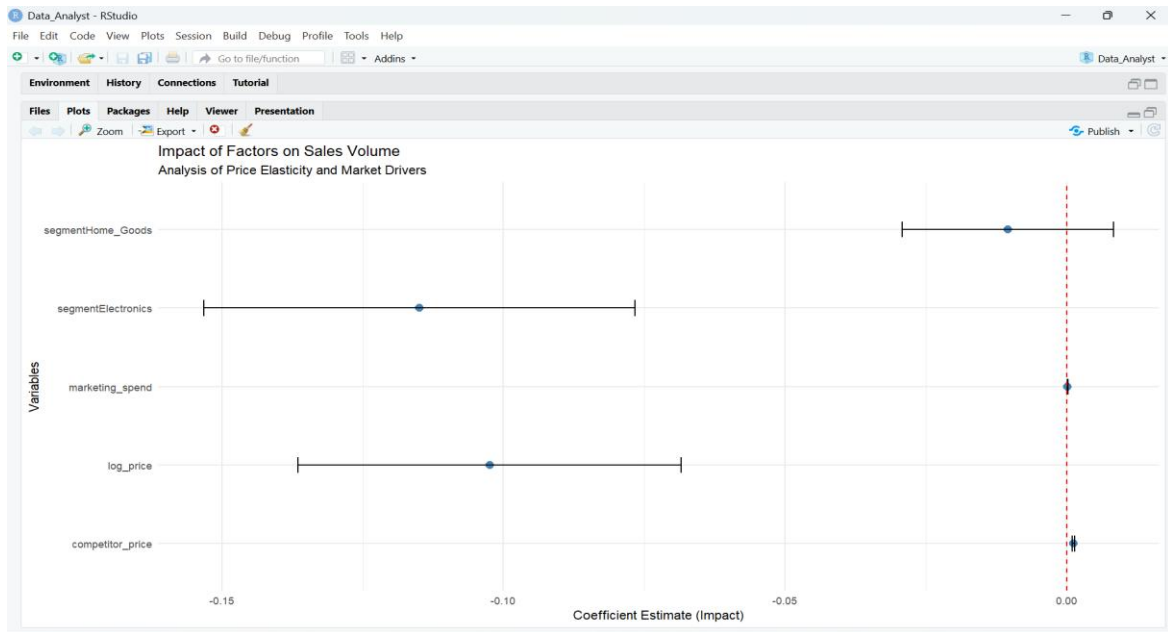 Data_Analyst - RStudio
File Edit Code View Plots Session Build Debug Profile Tools Help
Go to file/function Addins Data_Analyst
Environment History Connections Tutorial
Files Plots Packages Help Viewer Presentation
Zoom Export Publish
Impact of Factors on Sales Volume
Analysis of Price Elasticity and Market Drivers
Variables
segmentHome_Goods
segmentElectronics
marketing_spend
log_price
competitor_price
-0.15 -0.10 -0.05 0.00
Coefficient Estimate (Impact)